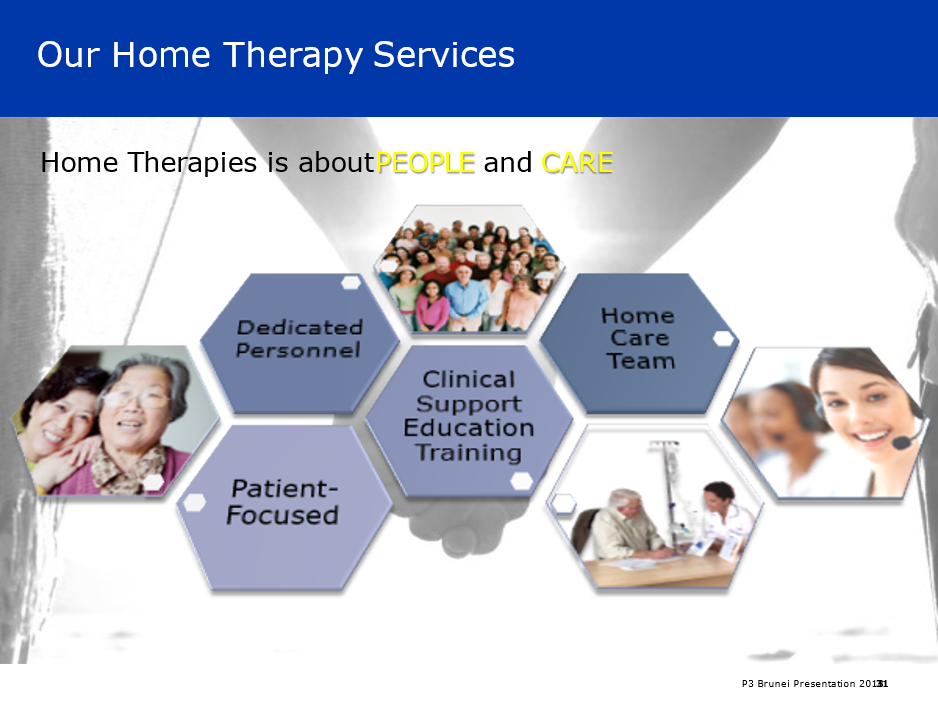 Our Home Therapy Services
Home Therapies is about PEOPLE and CARE
Dedicated
Personnel
Home
Care
Team
Clinical
Support
Education
Training
Patient-
Focused
P3 Brunei Presentation